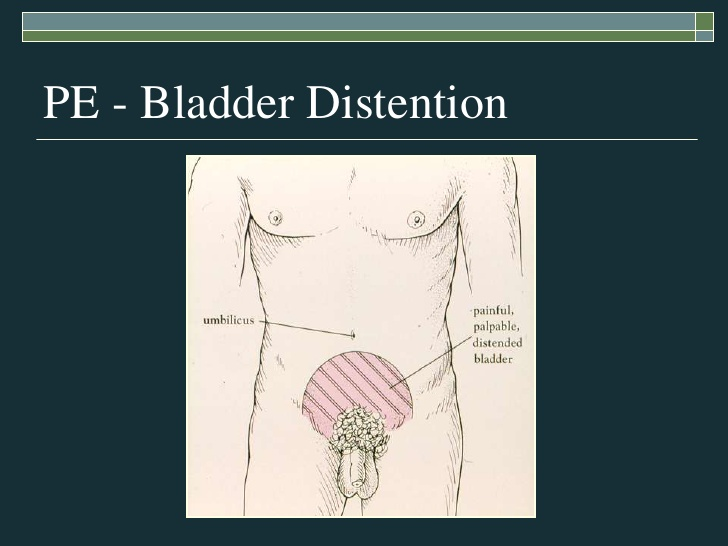 PE - Bladder Distention
umbilicus
painful,
palpable,
distended
bladder